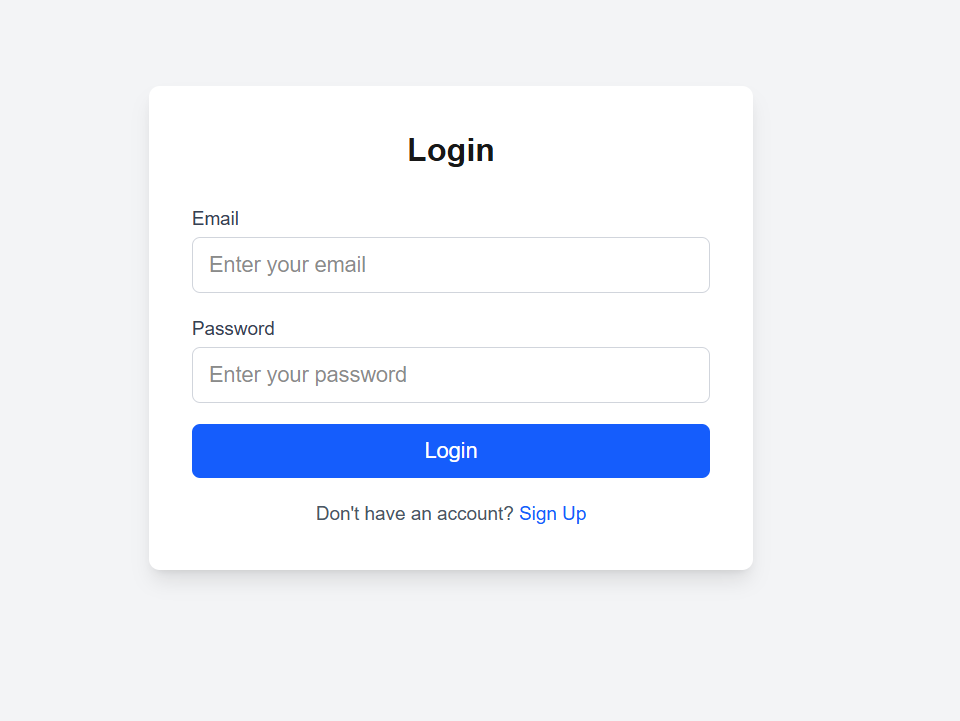 Login
Email
Enter your email
Password
Enter your password
Login
Don't have an account? Sign Up